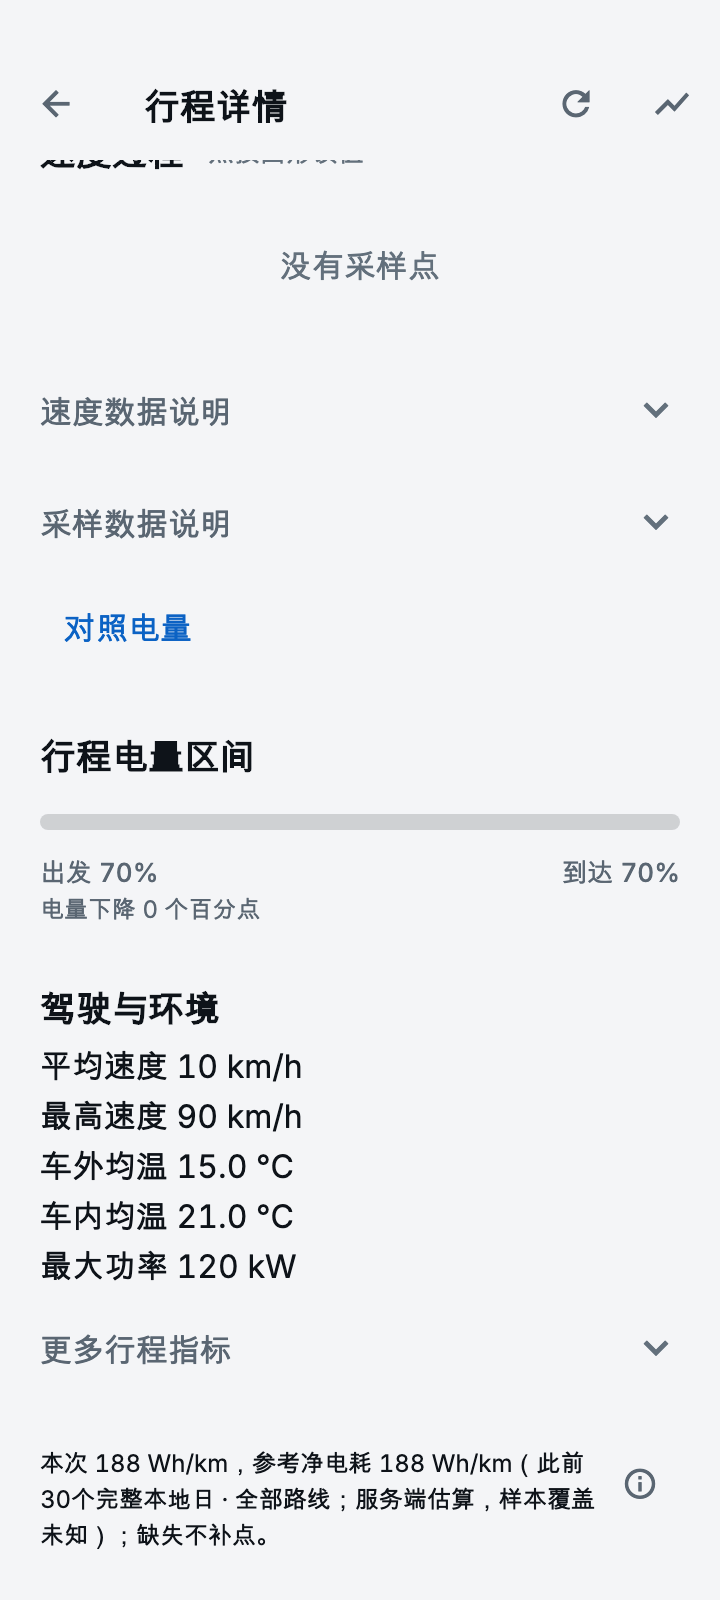 行程详情
没有采样点
速度数据说明
采样数据说明
对照电量
行程电量区间
出发 70%
到达 70%
电量下降 0 个百分点
驾驶与环境
平均速度 10 km/h
最高速度 90 km/h
车外均温 15.0 °C
车内均温 21.0 °C
最大功率 120 kW
更多行程指标
本次 188 Wh/km，参考净电耗 188 Wh/km（此前
30个完整本地日 · 全部路线；服务端估算，样本覆盖
未知）；缺失不补点。